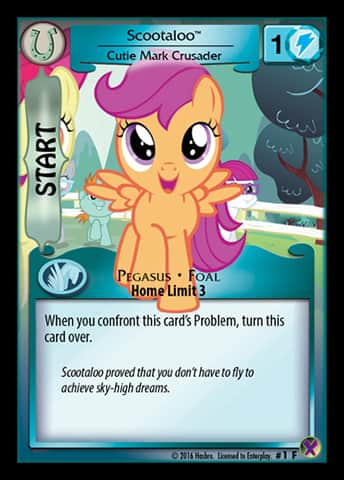 Scootaloo™
Cutie Mark Crusader
1
START
PEGASUS • FOAL
Home Limit 3
When you confront this card's Problem, turn this
card over.
Scootaloo proved that you don't have to fly to
achieve sky-high dreams.
© 2016 Hasbro. Licensed to Enterplay. #1 F